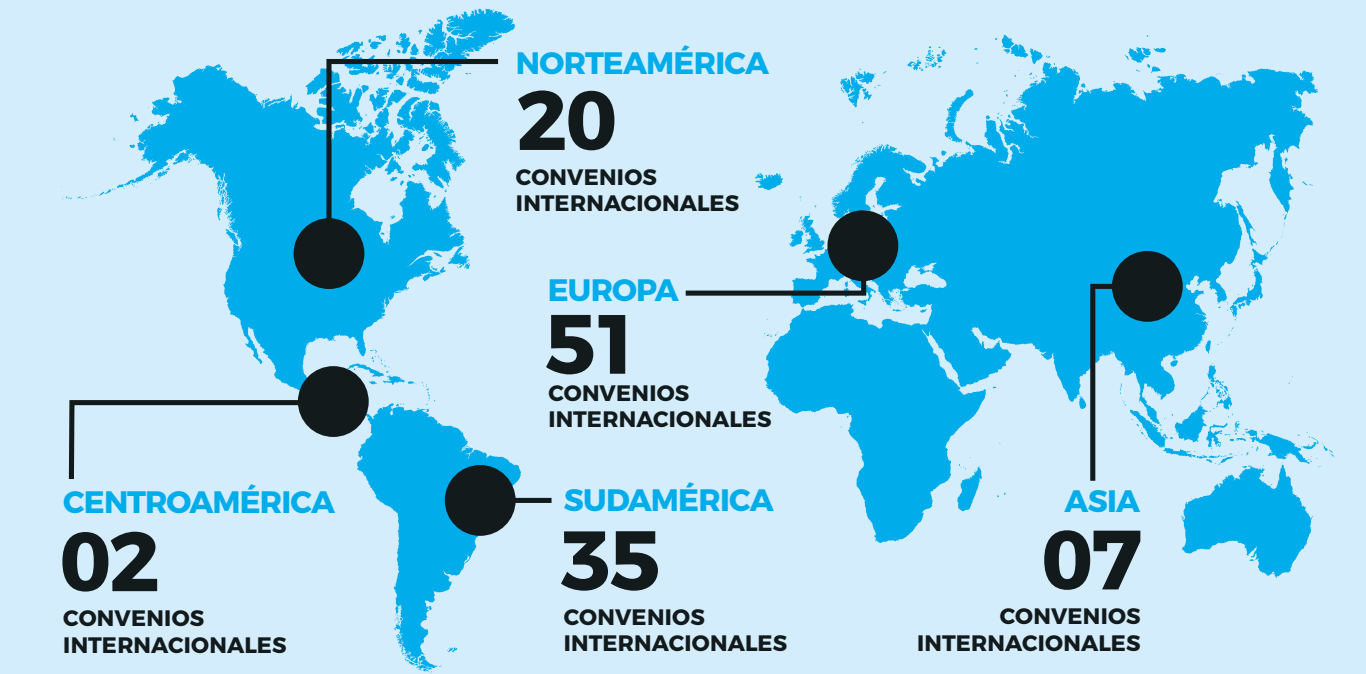 NORTEAMÉRICA
20
CONVENIOS
INTERNACIONALES
EUROPA
51
CONVENIOS
INTERNACIONALES
CENTROAMÉRICA
02
CONVENIOS
INTERNACIONALES
SUDAMÉRICA
35
CONVENIOS
INTERNACIONALES
ASIA
07
CONVENIOS
INTERNACIONALES